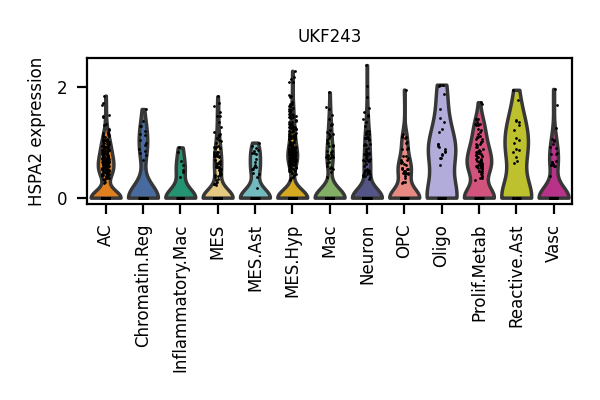 UKF243
HSPA2 expression
2
0
AC
Chromatin.Reg
Inflammatory.Mac
MES
MES.Ast
MES.Hyp
Mac
Neuron
OPC
Oligo
Prolif.Metab
Reactive.Ast
Vasc